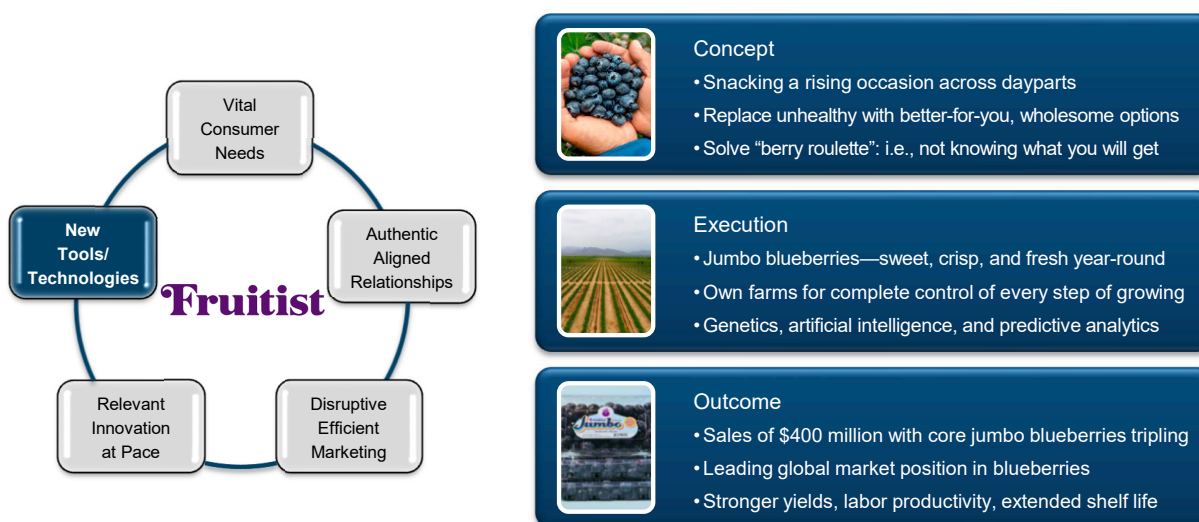 Vital
Consumer
Needs
New
Tools/
Technologies
Authentic
Aligned
Relationships
Fruitist
Relevant
Innovation
at Pace
Disruptive
Efficient
Marketing
Concept
•Snacking a rising occasion across dayparts
•Replace unhealthy with better-for-you, wholesome options
•Solve “berry roulette”: i.e., not knowing what you will get
Execution
•Jumbo blueberries—sweet, crisp, and fresh year-round
•Own farms for complete control of every step of growing
•Genetics, artificial intelligence, and predictive analytics
Jumbo
Outcome
•Sales of $400 million with core jumbo blueberries tripling
•Leading global market position in blueberries
•Stronger yields, labor productivity, extended shelf life